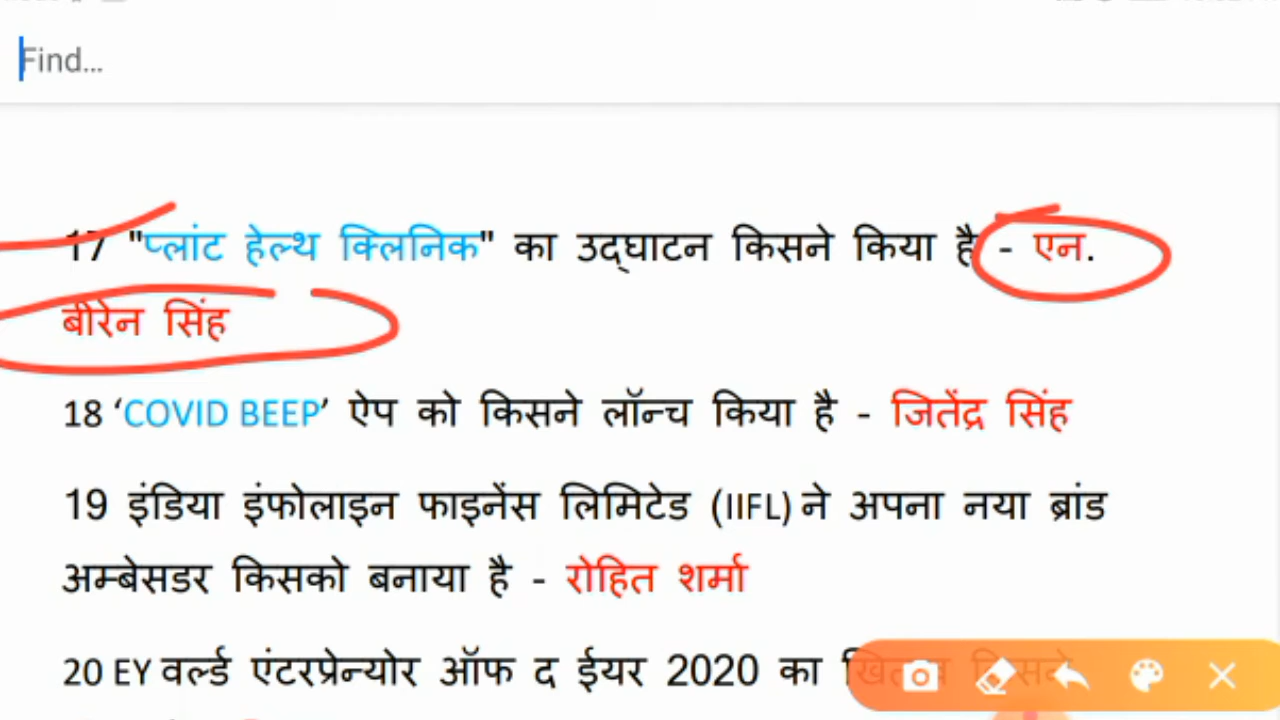 Find...
17 "प्लांट हेल्थ क्लिनिक" का उद्घाटन किसने किया है - एन.
बीरेन सिंह
18 ‘COVID BEEP’ ऐप को किसने लॉन्च किया है - जितेंद्र सिंह
19 इंडिया इंफोलाइन फाइनेंस लिमिटेड (IIFL) ने अपना नया ब्रांड
अम्बेसडर किसको बनाया है - रोहित शर्मा
20 EY वर्ल्ड एंटरप्रेन्योर ऑफ द ईयर 2020 का खिताब किसने